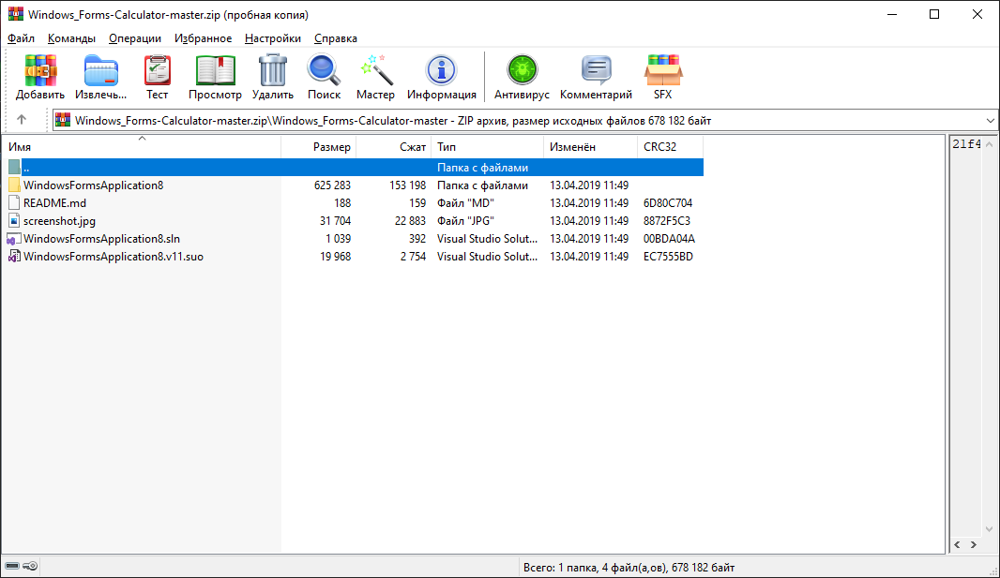 Windows_Forms-Calculator-master.zip (пробная копия)
Файл Команды Операции Избранное Настройки Справка
Добавить Извлечь... Тест Просмотр Удалить Поиск Мастер Информация Антивирус Комментарий SFX
Windows_Forms-Calculator-master.zip\Windows_Forms-Calculator-master - ZIP архив, размер исходных файлов 678 182 байт
Имя Размер Сжат Тип Изменён CRC32
21f4
.. Папка с файлами
WindowsFormsApplication8 625 283 153 198 Папка с файлами 13.04.2019 11:49
README.md 188 159 Файл "MD" 13.04.2019 11:49 6D80C704
screenshot.jpg 31 704 22 883 Файл "JPG" 13.04.2019 11:49 8872F5C3
WindowsFormsApplication8.sln 1 039 392 Visual Studio Solut... 13.04.2019 11:49 00BDA04A
WindowsFormsApplication8.v11.suo 19 968 2 754 Visual Studio Solut... 13.04.2019 11:49 EC7555BD
Всего: 1 папка, 4 файл(а,ов), 678 182 байт